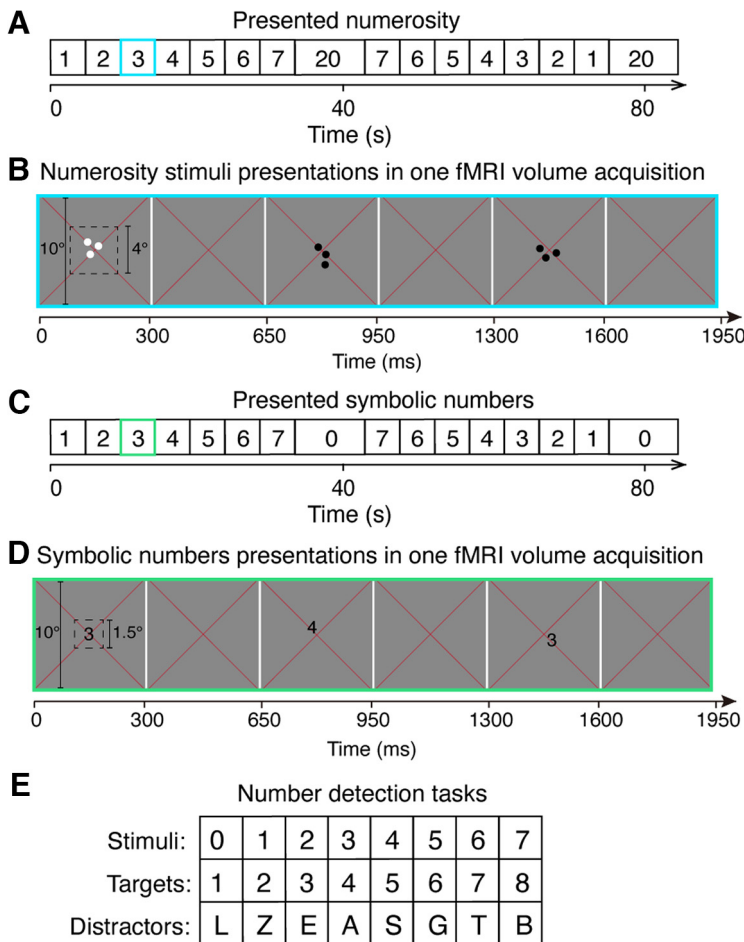 A
Presented numerosity
1 2 3 4 5 6 7 20 7 6 5 4 3 2 1 20
0 40 80
Time (s)
B Numerosity stimuli presentations in one fMRI volume acquisition
10° 4°
0 300 650 950 1300 1600 1950
Time (ms)
C
Presented symbolic numbers
1 2 3 4 5 6 7 0 7 6 5 4 3 2 1 0
0 40 80
Time (s)
D Symbolic numbers presentations in one fMRI volume acquisition
10° 3 1.5° 4 3
0 300 650 950 1300 1600 1950
Time (ms)
E
Number detection tasks
Stimuli: 0 1 2 3 4 5 6 7
Targets: 1 2 3 4 5 6 7 8
Distractors: L Z E A S G T B